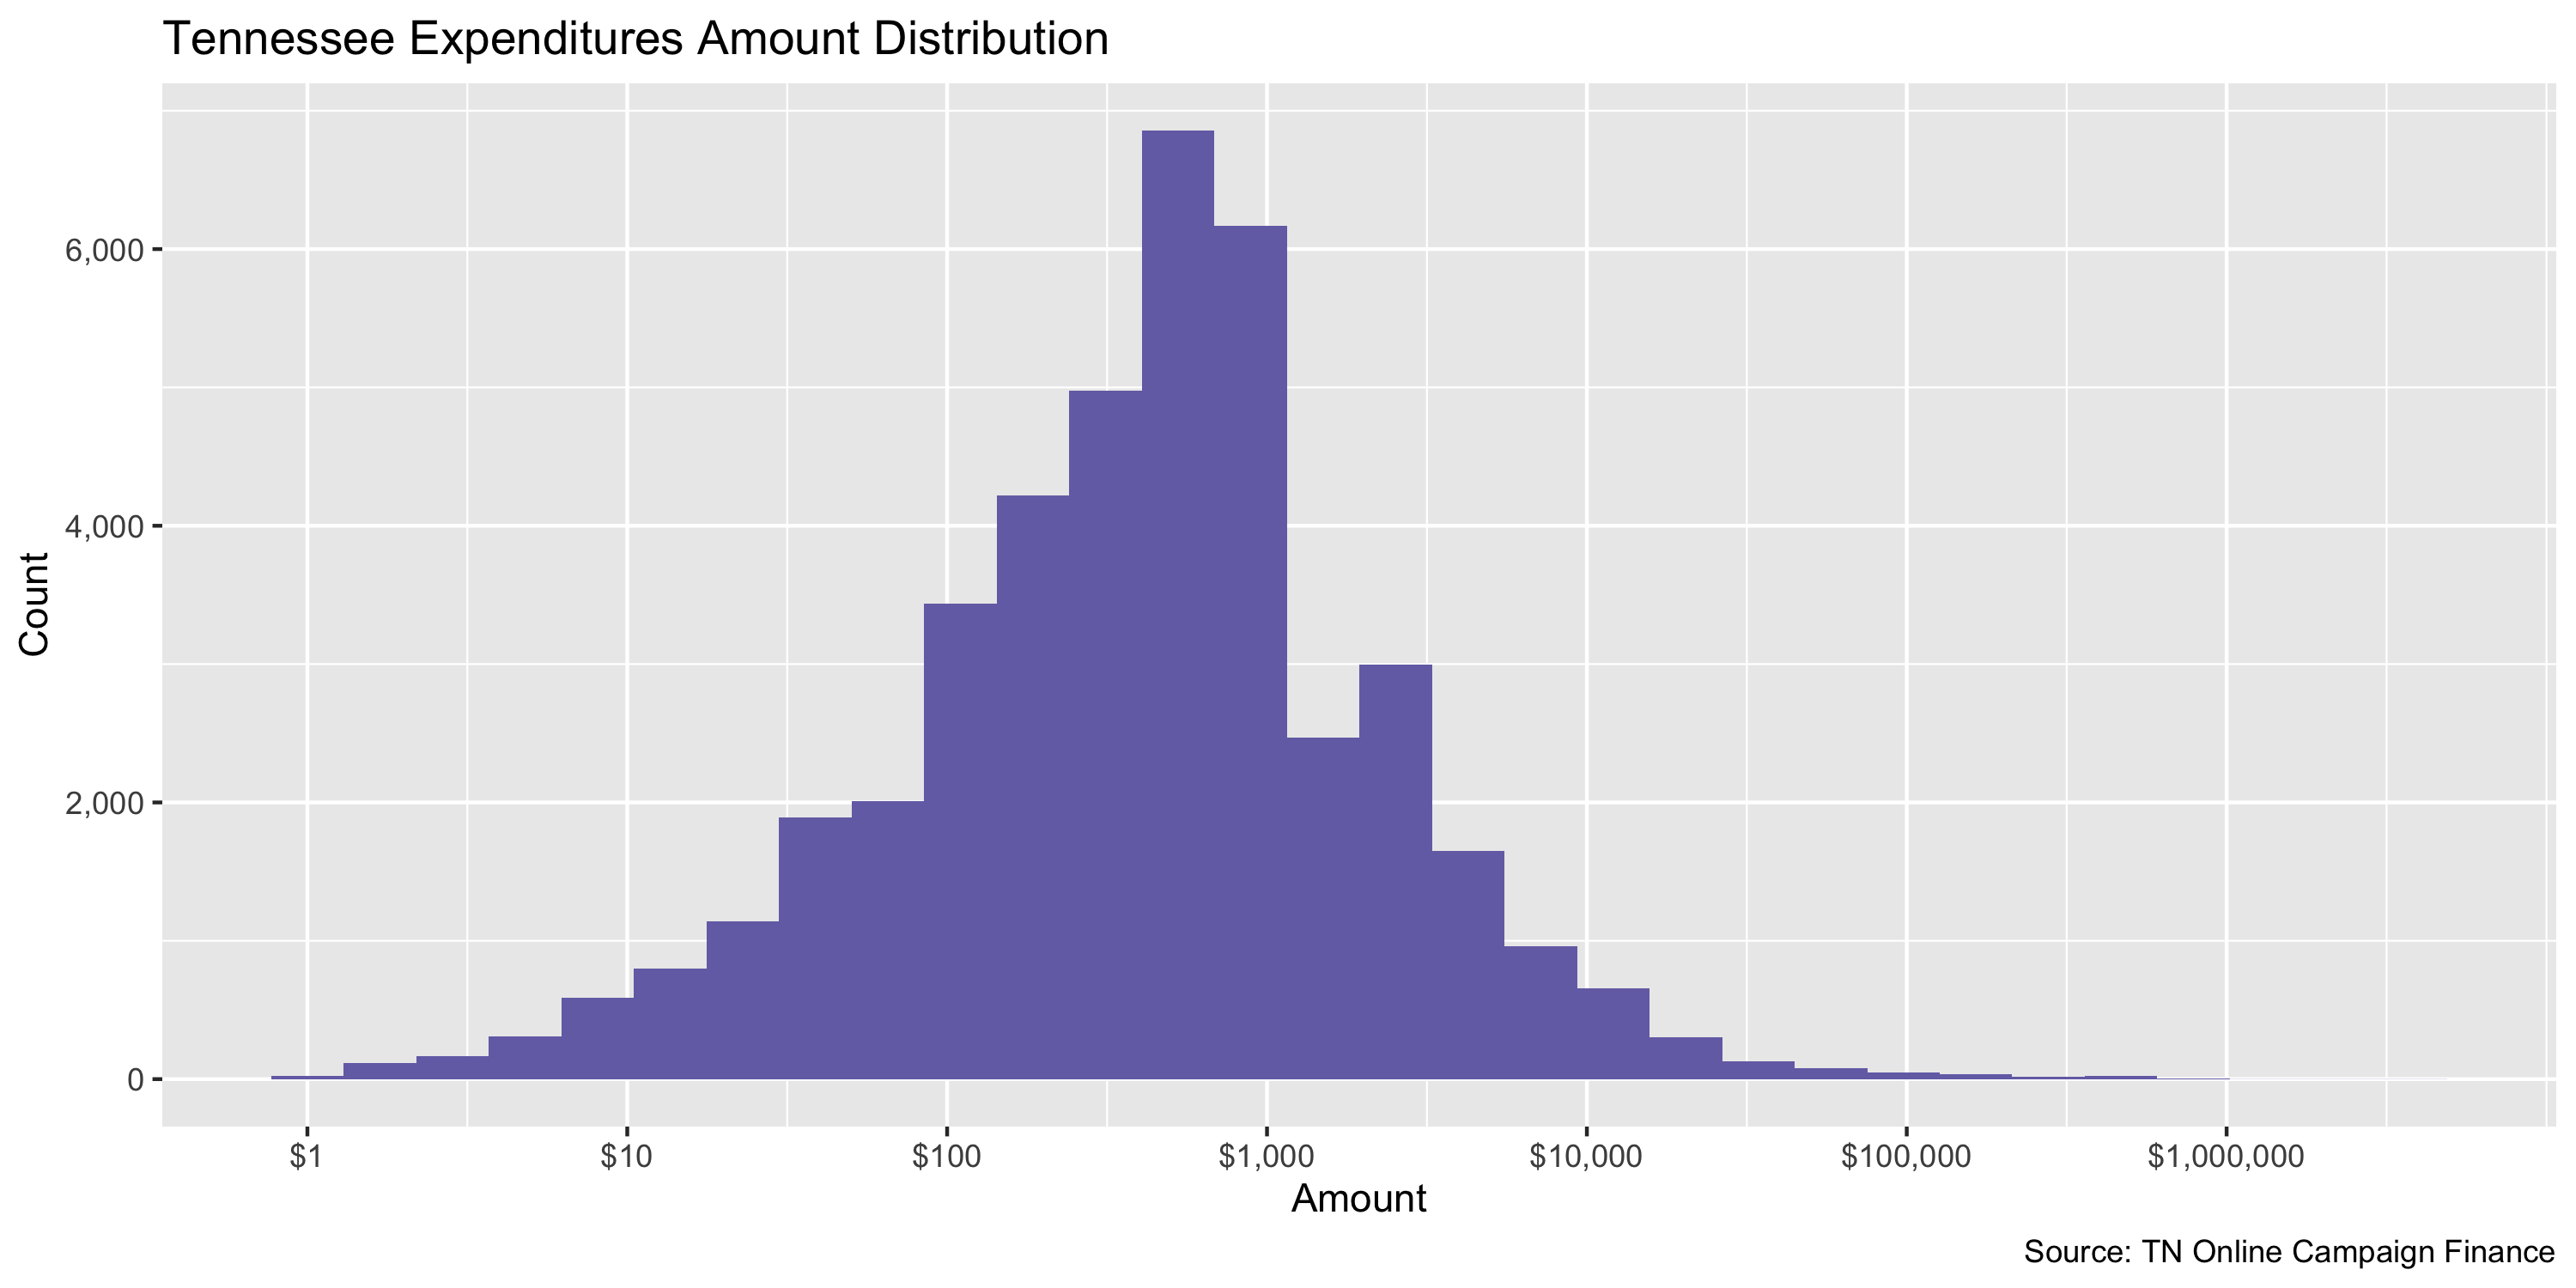 Tennessee Expenditures Amount Distribution
6,000
4,000
2,000
0
Count
$1 $10 $100 $1,000 $10,000 $100,000 $1,000,000
Amount
Source: TN Online Campaign Finance